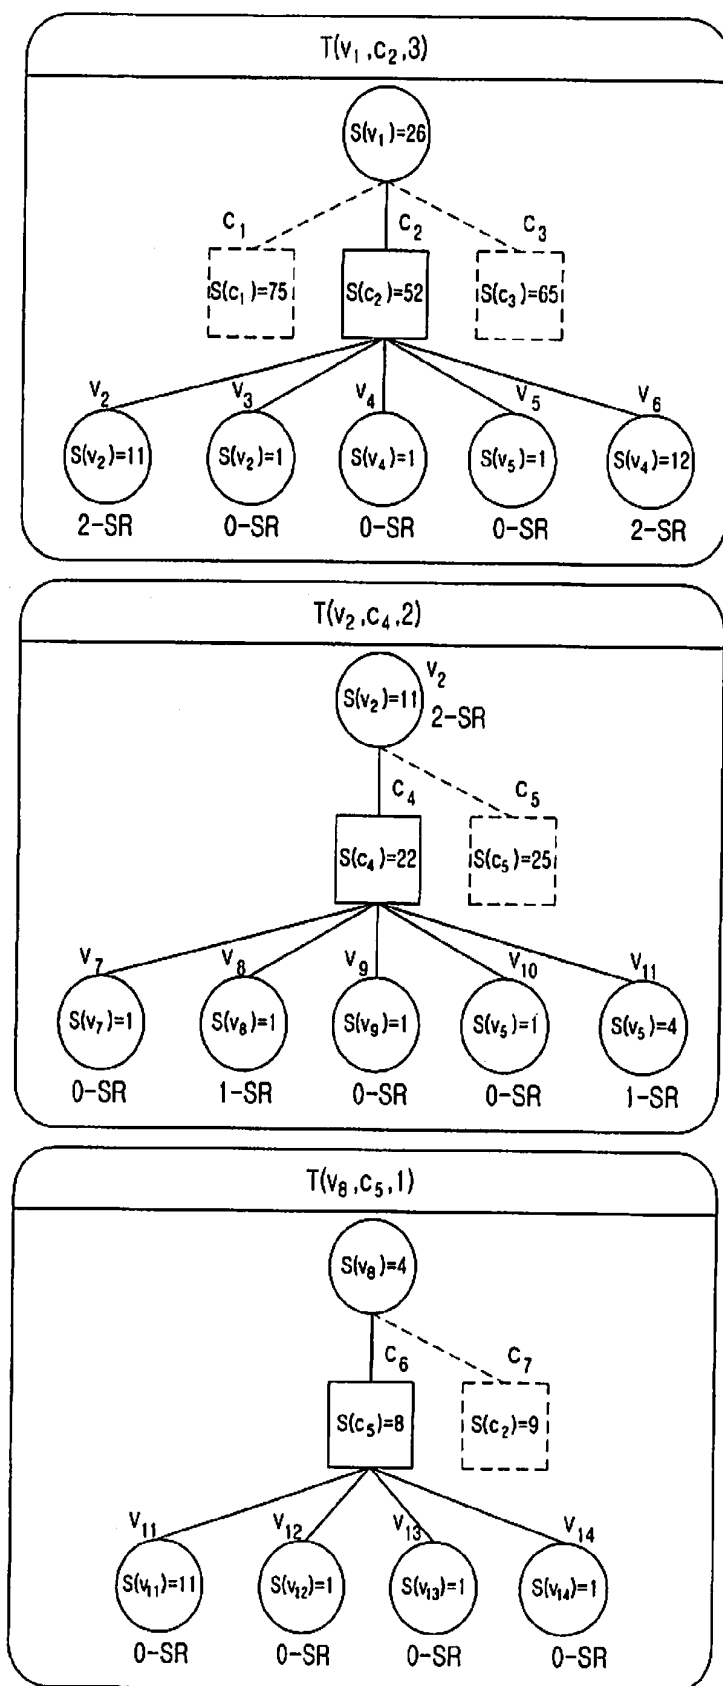 T(v₁,c₂,3)
S(v₁)=26
C₁ C₂ C₃
S(c₁)=75 S(c₂)=52 S(c₃)=65
V₂ V₃ V₄ V₅ V₆
S(v₂)=11 S(v₂)=1 S(v₄)=1 S(v₅)=1 S(v₄)=12
2-SR 0-SR 0-SR 0-SR 2-SR
T(v₂,c₄,2)
S(v₂)=11 V₂
2-SR
C₄ C₅
S(c₄)=22 S(c₅)=25
V₇ V₈ V₉ V₁₀ V₁₁
S(v₇)=1 S(v₈)=1 S(v₉)=1 S(v₅)=1 S(v₅)=4
0-SR 1-SR 0-SR 0-SR 1-SR
T(v₈,c₅,1)
S(v₈)=4
C₆ C₇
S(c₅)=8 S(c₂)=9
V₁₁ V₁₂ V₁₃ V₁₄
S(v₁₁)=11 S(v₁₂)=1 S(v₁₃)=1 S(v₁₄)=1
0-SR 0-SR 0-SR 0-SR